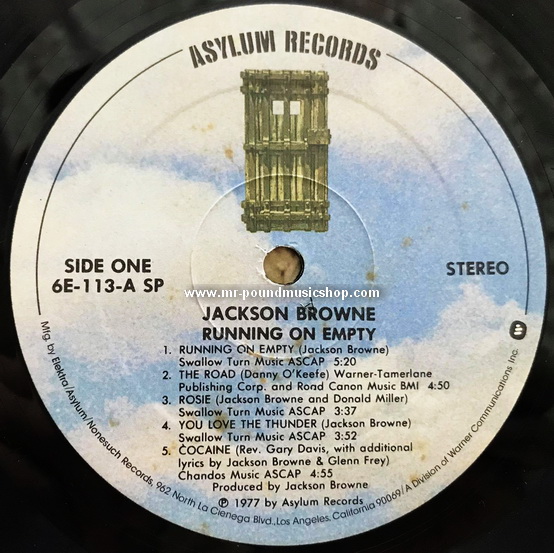 ASYLUM RECORDS
SIDE ONE
6E-113-A SP
STEREO
www.mr-poundmusicshop.com
JACKSON BROWNE
RUNNING ON EMPTY
1. RUNNING ON EMPTY (Jackson Browne)
Swallow Turn Music ASCAP 5:20
2. THE ROAD (Danny O'Keefe) Warner-Tamerlane
Publishing Corp. and Road Canon Music BMI 4:50
3. ROSIE (Jackson Browne and Donald Miller)
Swallow Turn Music ASCAP 3:37
4. YOU LOVE THE THUNDER (Jackson Browne)
Swallow Turn Music ASCAP 3:52
5. COCAINE (Rev. Gary Davis, with additional
lyrics by Jackson Browne & Glenn Frey)
Chandos Music ASCAP 4:55
Produced by Jackson Browne
℗ 1977 by Asylum Records
Mfg. by Elektra/Asylum/Nonesuch Records, 962 North La Cienega Blvd., Los Angeles, California 90069/A Division of Warner Communications Inc.